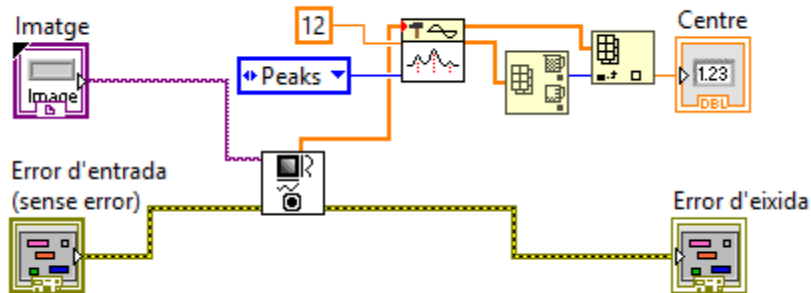 Imatge
12
Centre
Peaks
Image
1.23
DBL
Error d'entrada
(sense error)
Error d'eixida